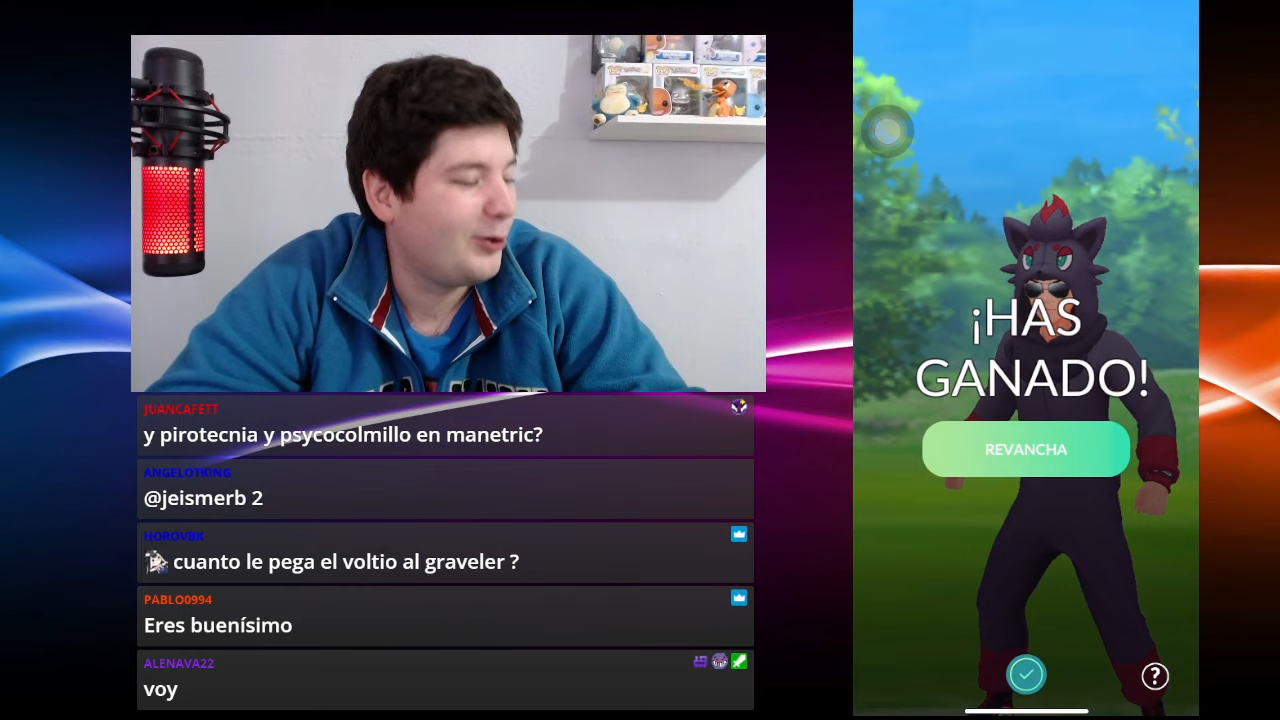 JUANCAFETT
y pirotecnia y psycocolmillo en manetric?
ANGELOTKING
@jeismerb 2
HOROVBK
cuanto le pega el voltio al graveler ?
PABLO0994
Eres buenísimo
ALENAVA22
voy
¡HAS
GANADO!
REVANCHA
?